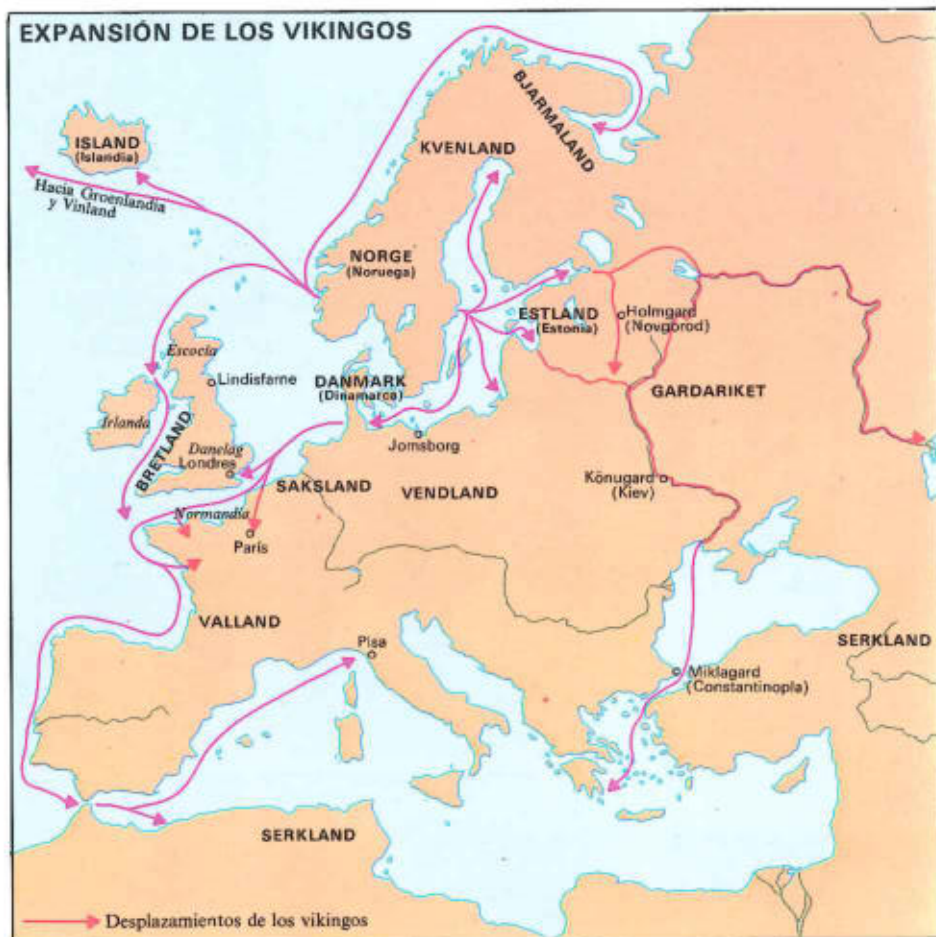 EXPANSIÓN DE LOS VIKINGOS
BJARMALAND
ISLAND
(Islandia)
KVENLAND
Hacia Groenlandia
y Vinland
NORGE
(Noruega)
ESTLAND
(Estonia)
Holmgard
(Novgorod)
Escocia
Lindisfarne
DANMARK
(Dinamarca)
GARDARIKET
Irlanda
BRETLAND
Danelag
Londres
Jomsborg
SAKSLAND
VENDLAND
Könugard
(Kiev)
Normandía
París
VALLAND
Pisa
SERKLAND
Miklagard
(Constantinopla)
SERKLAND
Desplazamientos de los vikingos